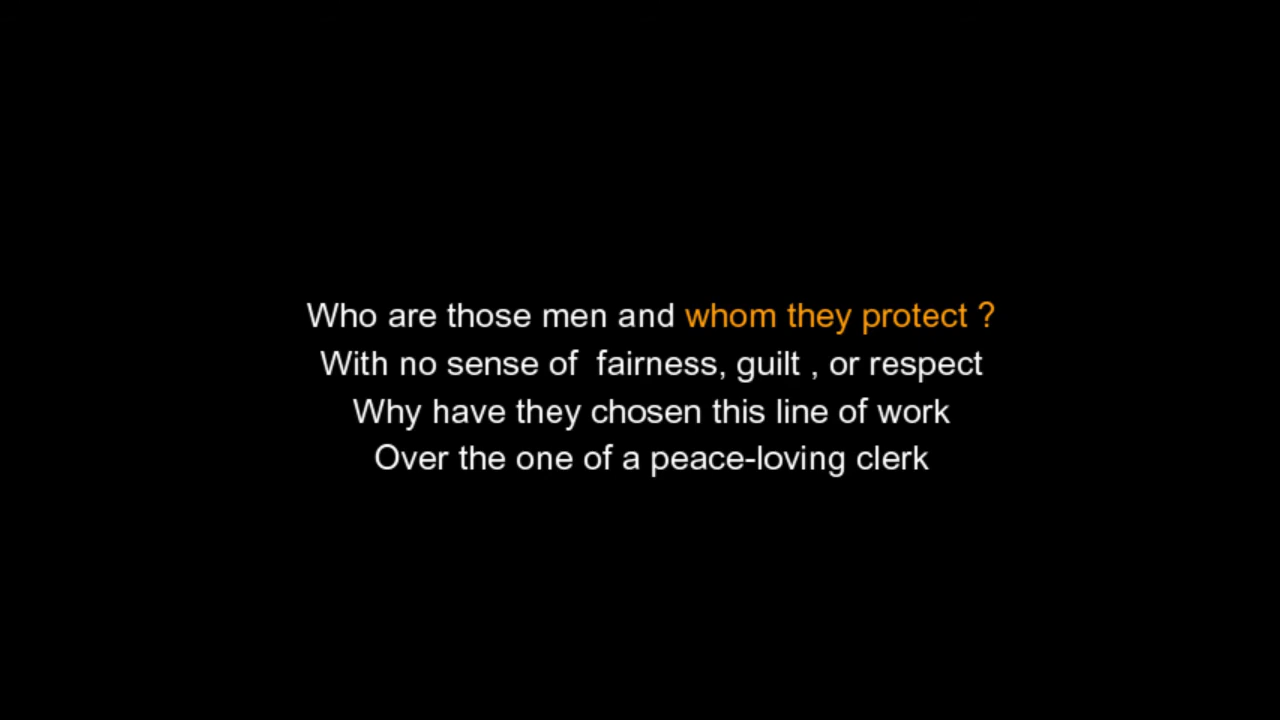 Who are those men and whom they protect ?
With no sense of  fairness, guilt , or respect
Why have they chosen this line of work
Over the one of a peace-loving clerk